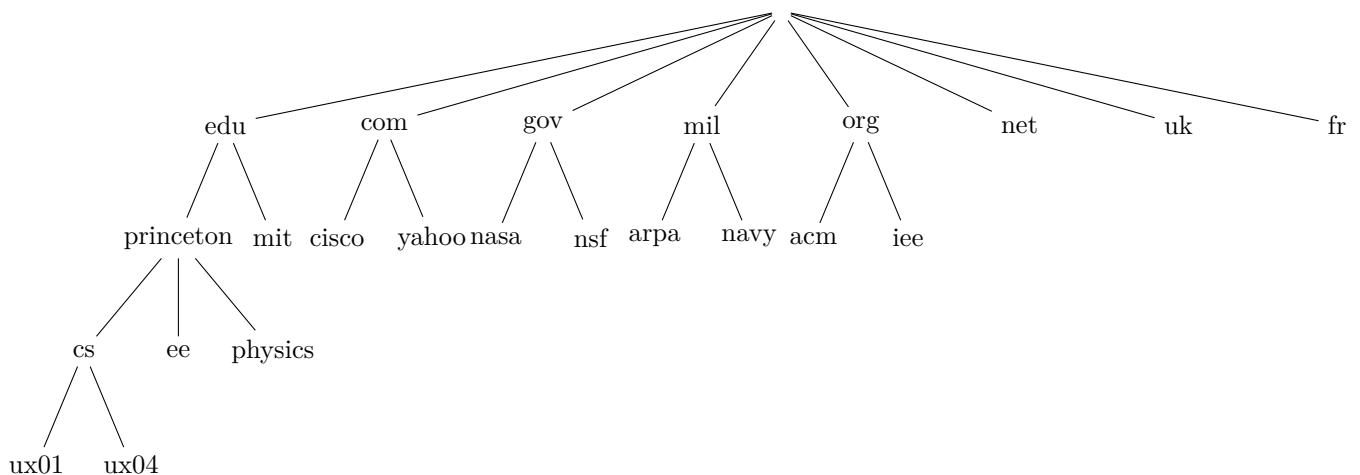 edu com gov mil org net uk fr
princeton mit cisco yahoo nasa nsf arpa navy acm iee
cs ee physics
ux01 ux04